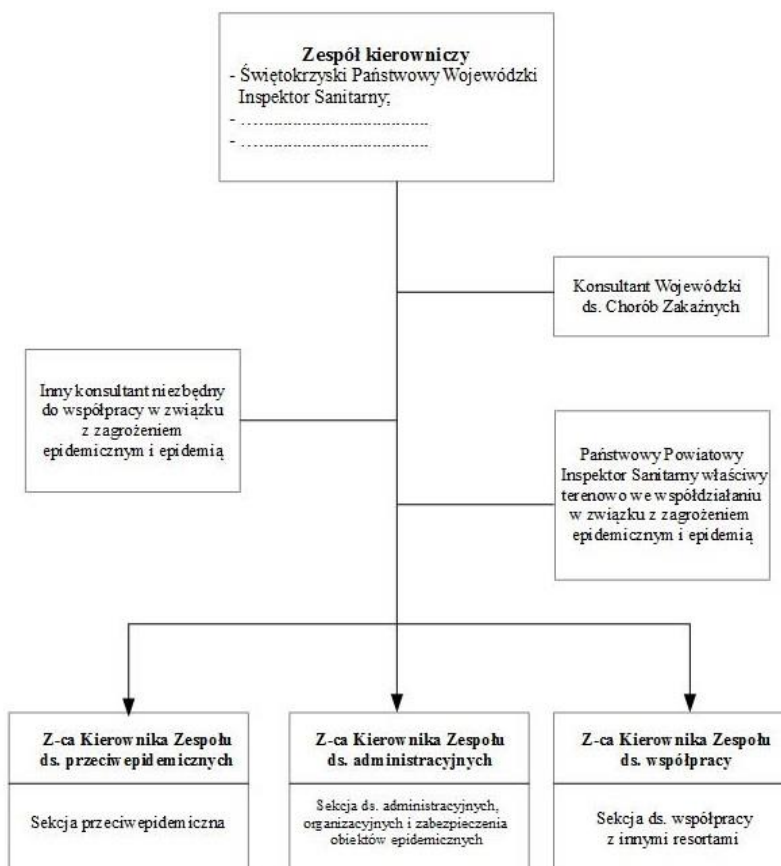 Zespół kierowniczy
- Świętokrzyski Państwowy Wojewódzki
Inspektor Sanitarny;
- .......................................
- .......................................
Konsultant Wojewódzki
ds. Chorób Zakaźnych
Inny konsultant niezbędny
do współpracy w związku
z zagrożeniem
epidemicznym i epidemią
Państwowy Powiatowy
Inspektor Sanitarny właściwy
terenowo we współdziałaniu
w związku z zagrożeniem
epidemicznym i epidemią
Z-ca Kierownika Zespołu
ds. przeciwepidemicznych
Sekcja przeciwepidemiczna
Z-ca Kierownika Zespołu
ds. administracyjnych
Sekcja ds. administracyjnych,
organizacyjnych i zabezpieczenia
obiektów epidemicznych
Z-ca Kierownika Zespołu
ds. współpracy
Sekcja ds. współpracy
z innymi resortami